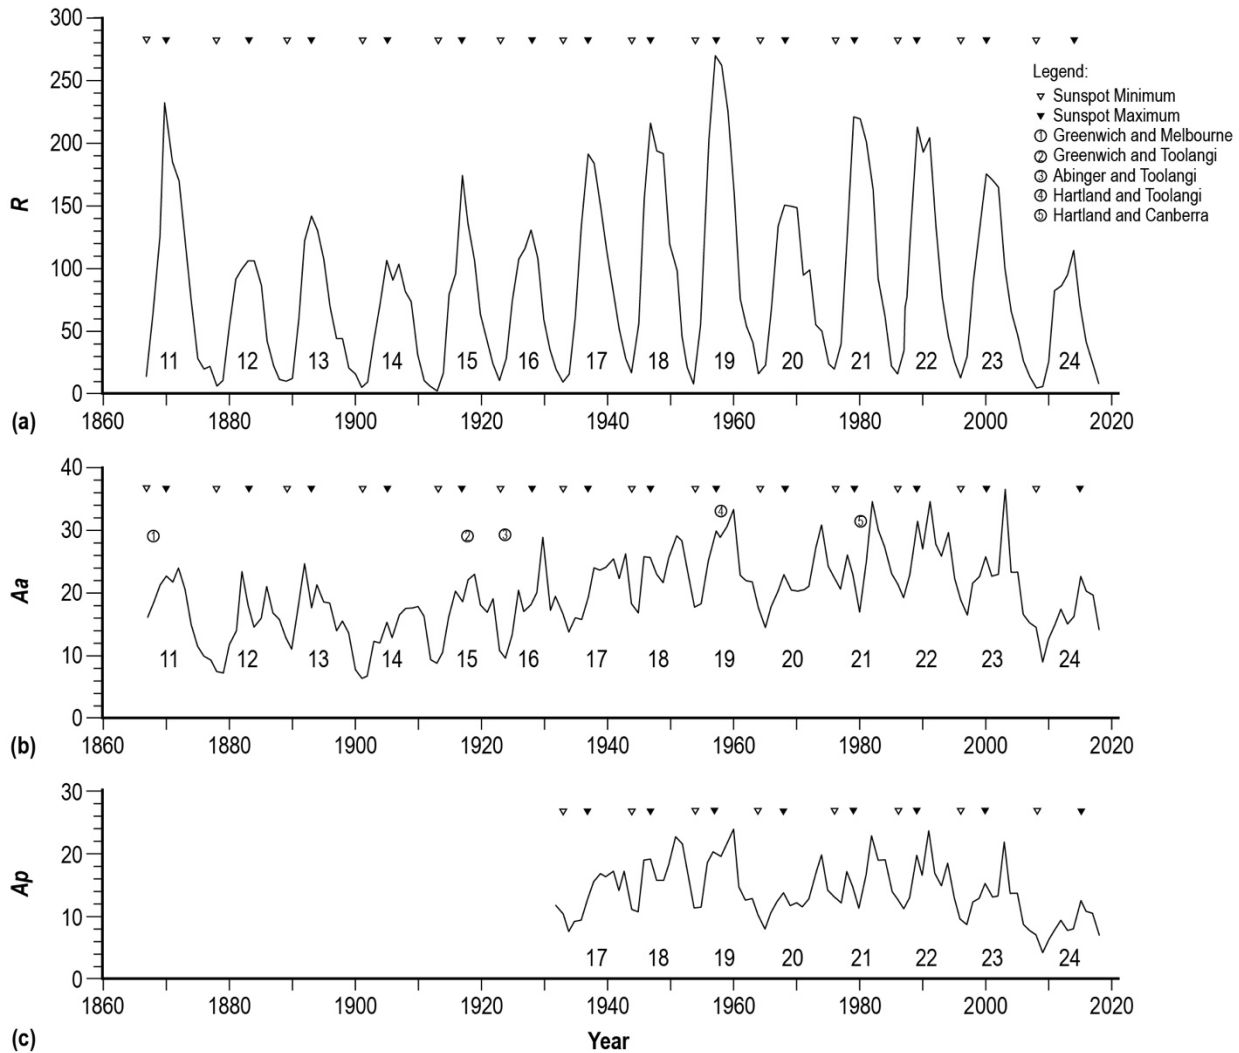 300
250
200
150
100
50
0
R
Legend:
▽ Sunspot Minimum
▼ Sunspot Maximum
① Greenwich and Melbourne
② Greenwich and Toolangi
③ Abinger and Toolangi
④ Hartland and Toolangi
⑤ Hartland and Canberra
11 12 13 14 15 16 17 18 19 20 21 22 23 24
1860 1880 1900 1920 1940 1960 1980 2000 2020
(a)
40
30
20
10
0
Aa
① ② ③ ④ ⑤
11 12 13 14 15 16 17 18 19 20 21 22 23 24
1860 1880 1900 1920 1940 1960 1980 2000 2020
(b)
30
20
10
0
Ap
17 18 19 20 21 22 23 24
1860 1880 1900 1920 1940 1960 1980 2000 2020
(c)
Year